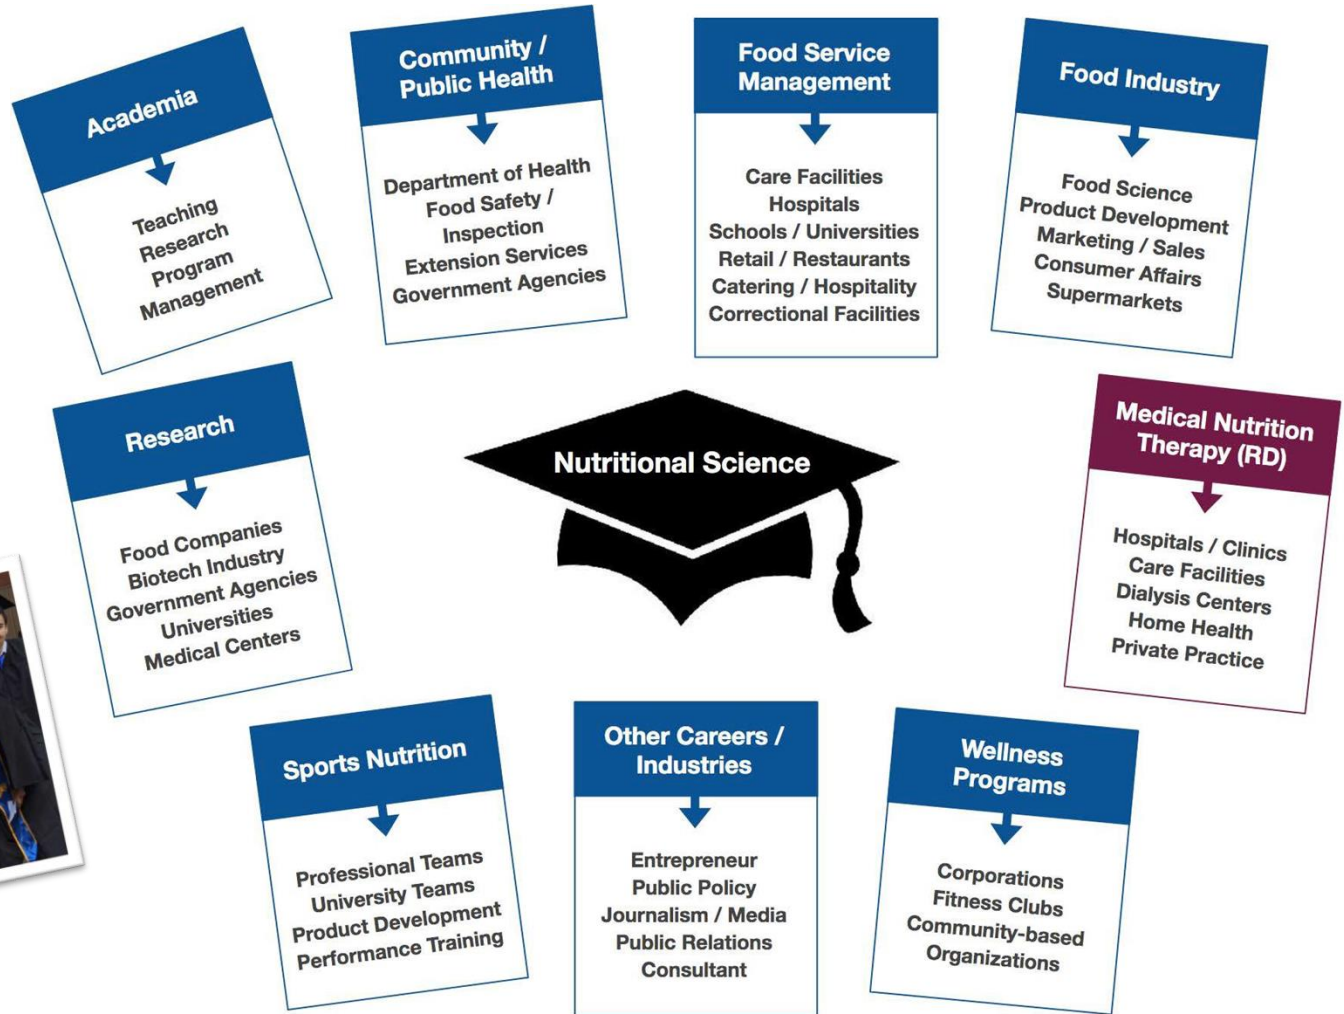 Academia
Teaching
Research
Program
Management
Community /
Public Health
Department of Health
Food Safety /
Inspection
Extension Services
Government Agencies
Food Service
Management
Care Facilities
Hospitals
Schools / Universities
Retail / Restaurants
Catering / Hospitality
Correctional Facilities
Food Industry
Food Science
Product Development
Marketing / Sales
Consumer Affairs
Supermarkets
Research
Food Companies
Biotech Industry
Government Agencies
Universities
Medical Centers
Nutritional Science
Medical Nutrition
Therapy (RD)
Hospitals / Clinics
Care Facilities
Dialysis Centers
Home Health
Private Practice
Sports Nutrition
Professional Teams
University Teams
Product Development
Performance Training
Other Careers /
Industries
Entrepreneur
Public Policy
Journalism / Media
Public Relations
Consultant
Wellness
Programs
Corporations
Fitness Clubs
Community-based
Organizations